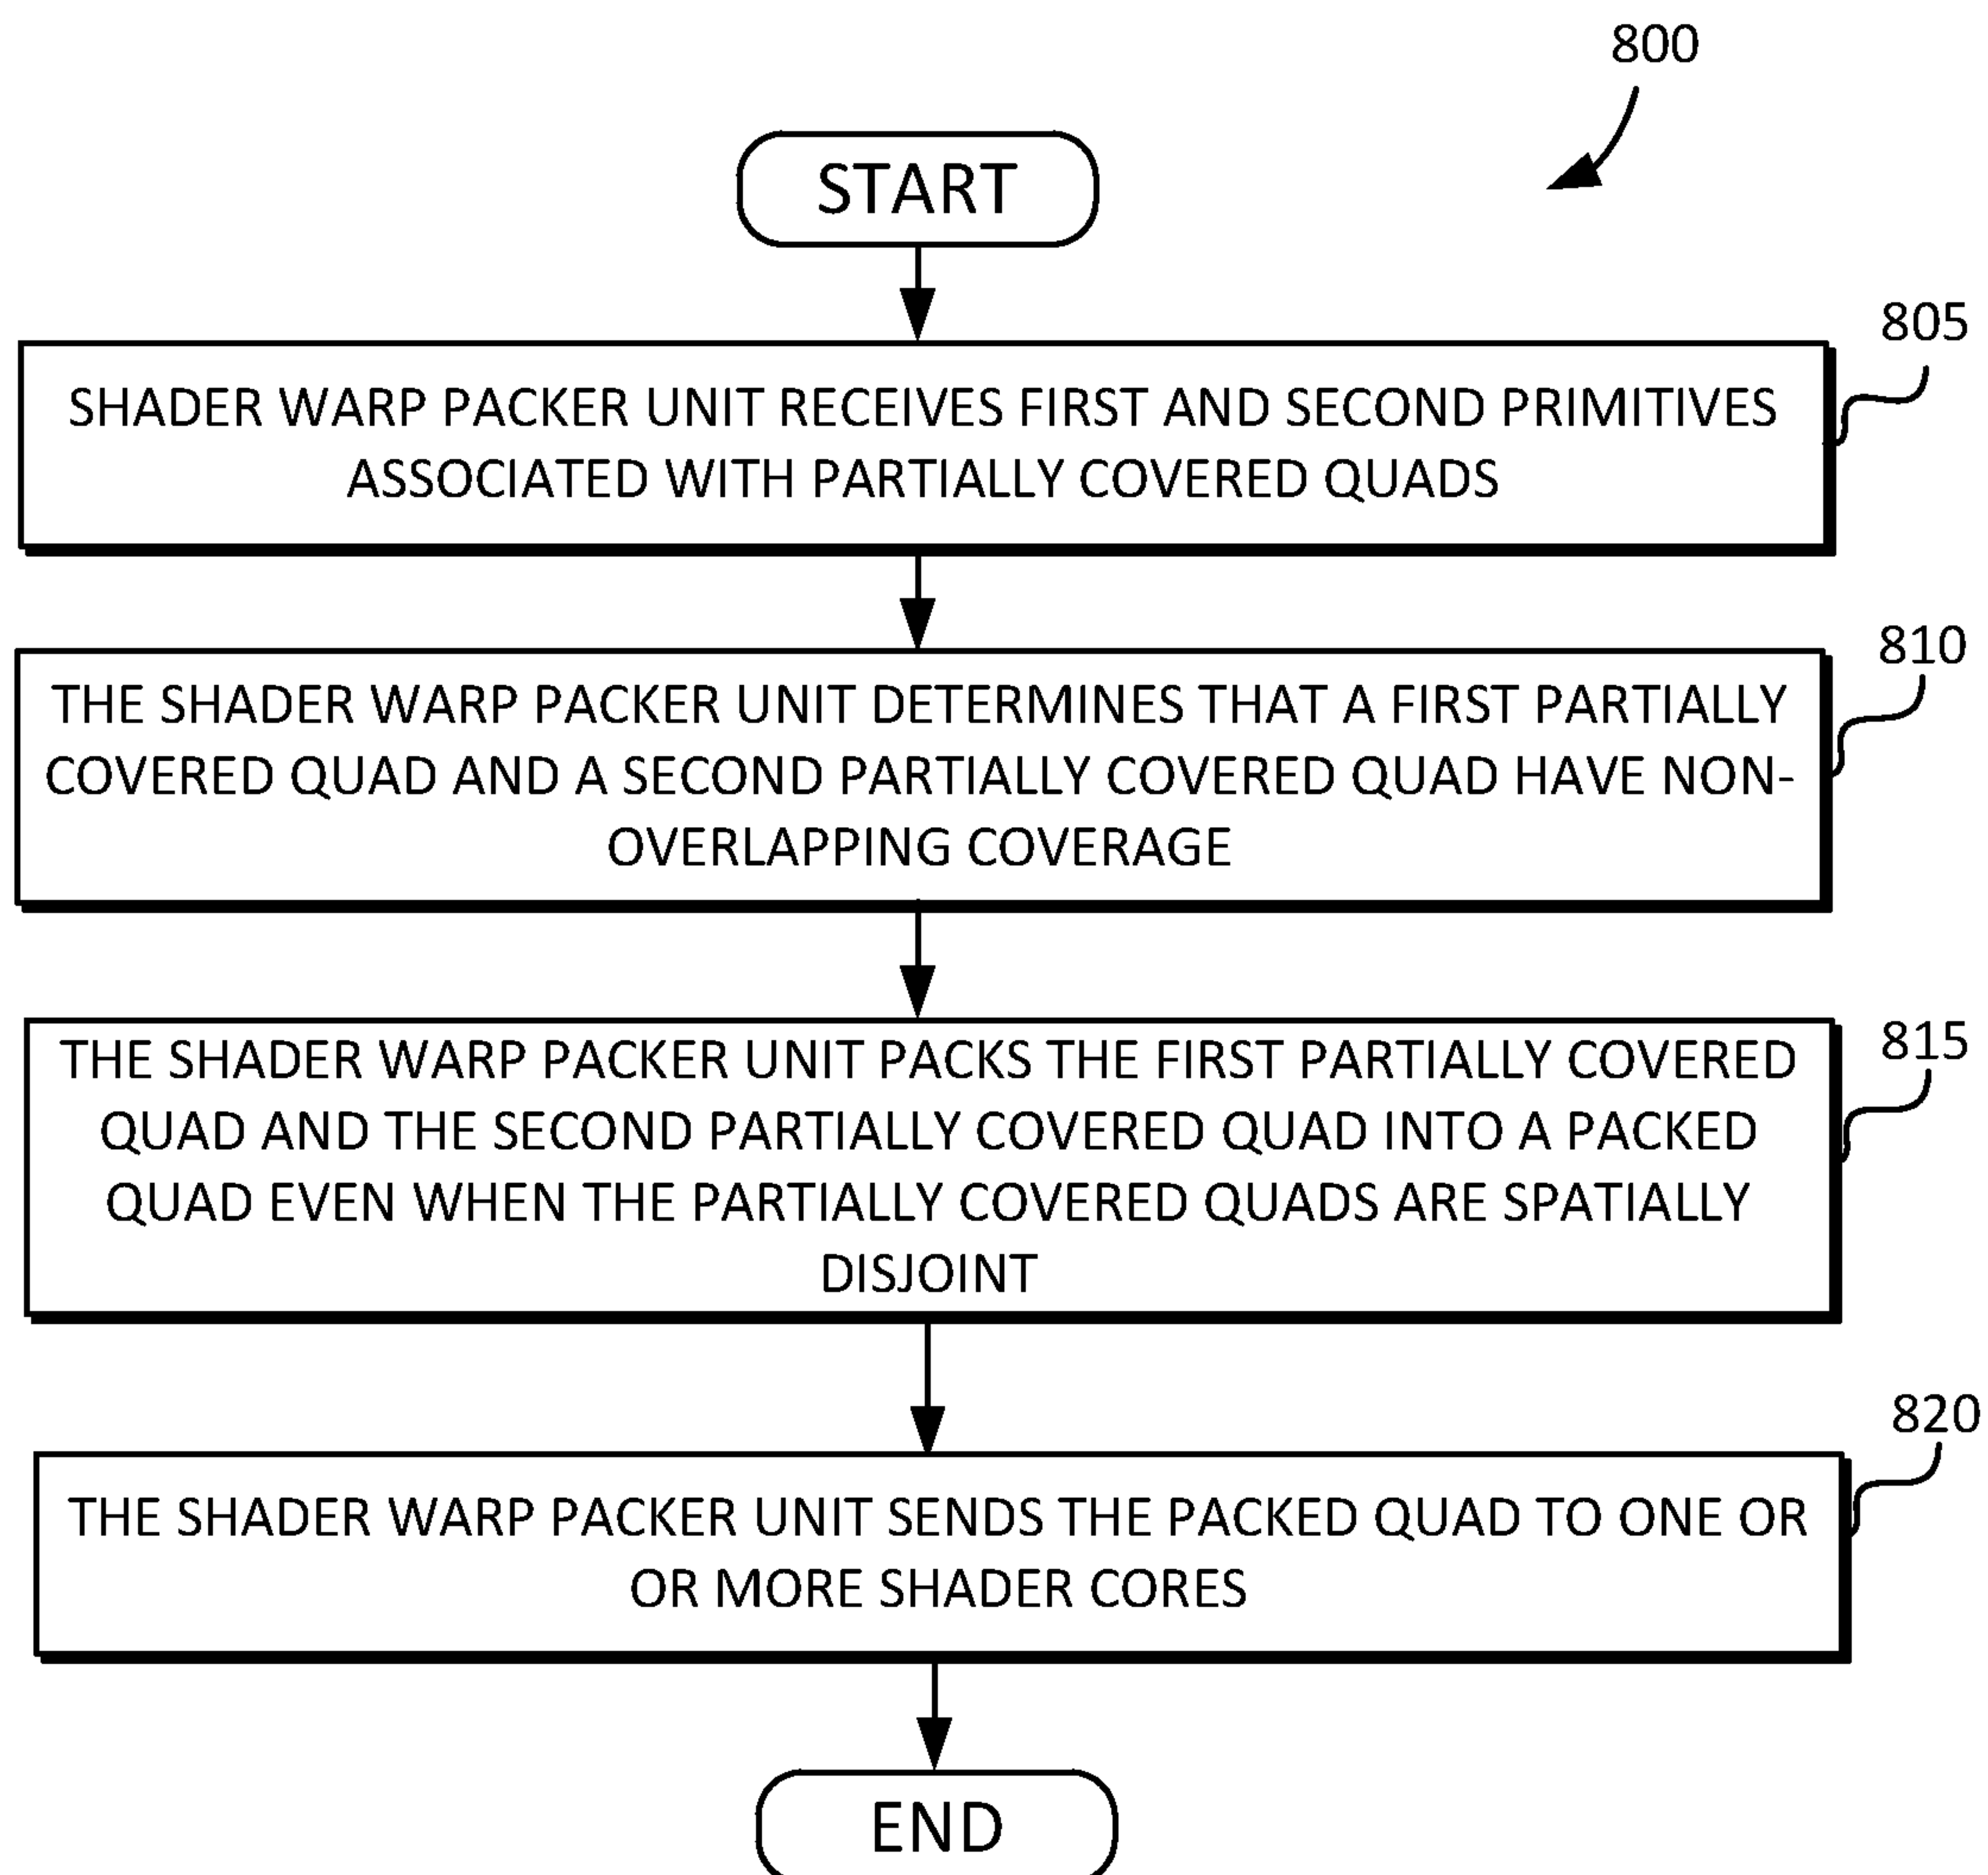 800
START
805
SHADER WARP PACKER UNIT RECEIVES FIRST AND SECOND PRIMITIVES
ASSOCIATED WITH PARTIALLY COVERED QUADS
810
THE SHADER WARP PACKER UNIT DETERMINES THAT A FIRST PARTIALLY
COVERED QUAD AND A SECOND PARTIALLY COVERED QUAD HAVE NON-
OVERLAPPING COVERAGE
815
THE SHADER WARP PACKER UNIT PACKS THE FIRST PARTIALLY COVERED
QUAD AND THE SECOND PARTIALLY COVERED QUAD INTO A PACKED
QUAD EVEN WHEN THE PARTIALLY COVERED QUADS ARE SPATIALLY
DISJOINT
820
THE SHADER WARP PACKER UNIT SENDS THE PACKED QUAD TO ONE OR
OR MORE SHADER CORES
END